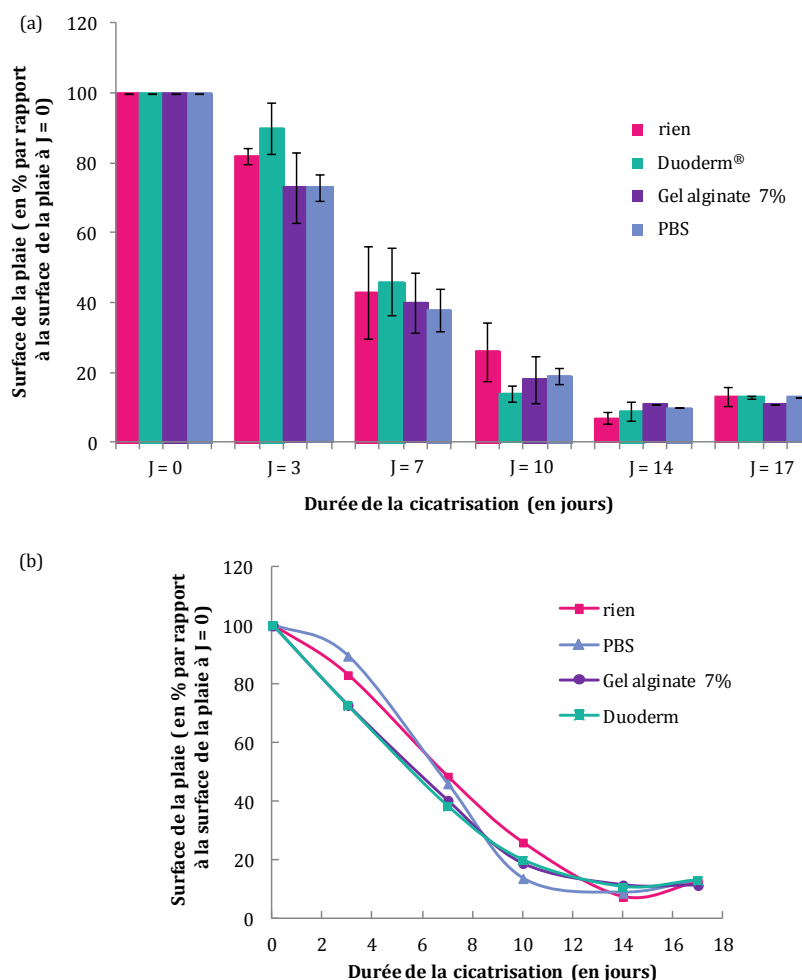 (a)
Surface de la plaie ( en % par rapport
à la surface de la plaie à J = 0)
120
100
80
60
40
20
0
rien
Duoderm®
Gel alginate 7%
PBS
J = 0 J = 3 J = 7 J = 10 J = 14 J = 17
Durée de la cicatrisation (en jours)
(b)
Surface de la plaie ( en % par rapport
à la surface de la plaie à J = 0)
120
100
80
60
40
20
0
rien
PBS
Gel alginate 7%
Duoderm
0 2 4 6 8 10 12 14 16 18
Durée de la cicatrisation (en jours)